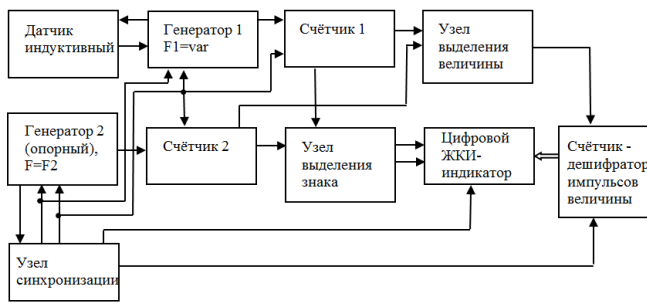 Датчик
индуктивный
Генератор 1
F1=var
Счётчик 1
Узел
выделения
величины
Генератор 2
(опорный),
F=F2
Счётчик 2
Узел
выделения
знака
Цифровой
ЖКИ-
индикатор
Счётчик -
дешифратор
импульсов
величины
Узел
синхронизации